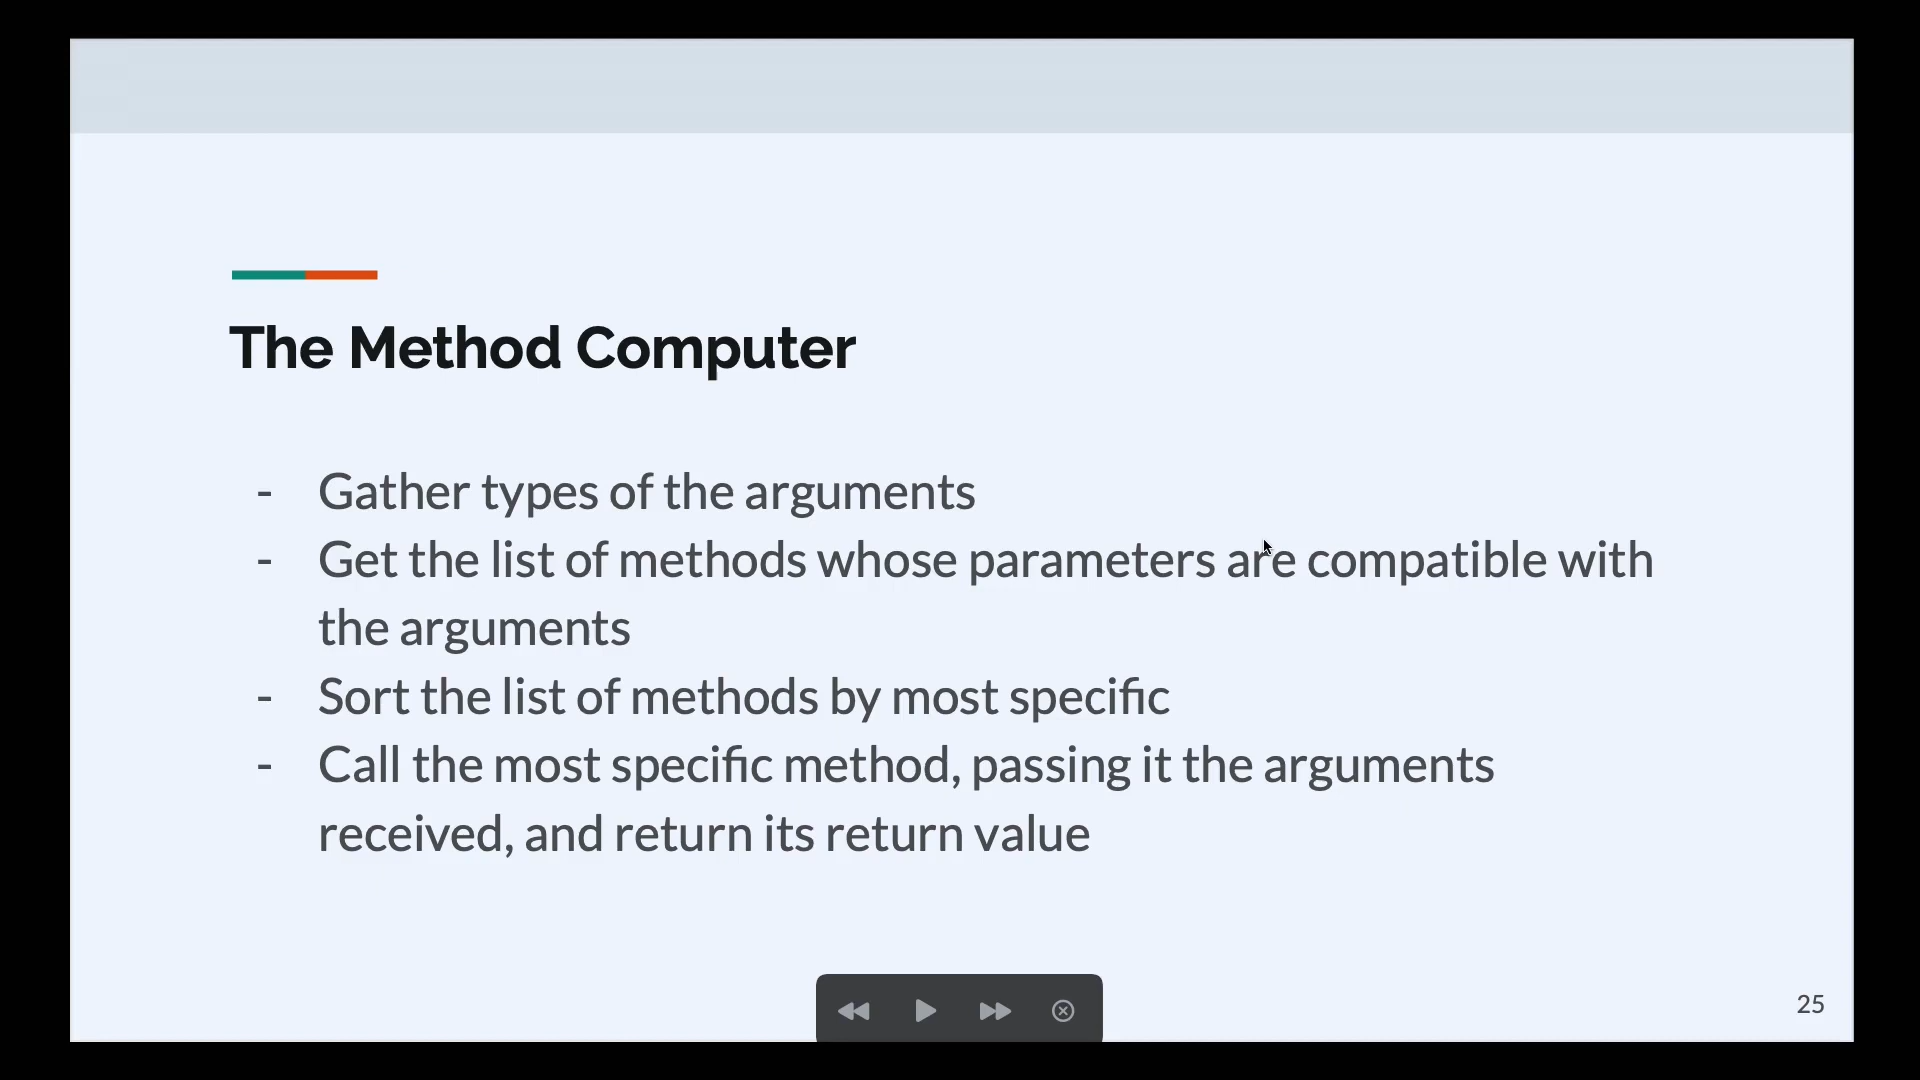 The Method Computer
- Gather types of the arguments
- Get the list of methods whose parameters are compatible with
the arguments
- Sort the list of methods by most specific
- Call the most specific method, passing it the arguments
received, and return its return value
25